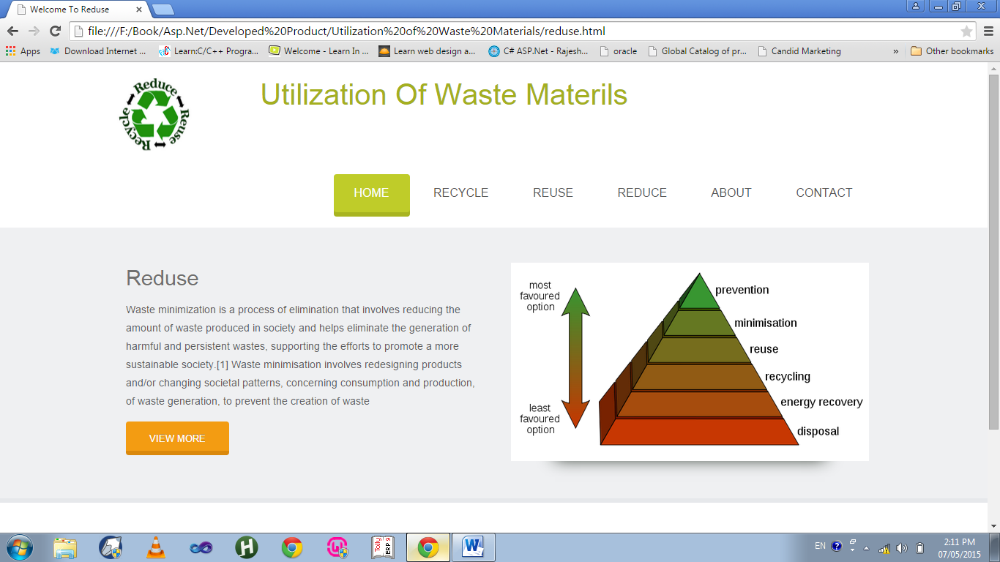 Welcome To Reduse
file:///F:/Book/Asp.Net/Developed%20Product/Utilization%20of%20Waste%20Materials/reduse.html
Apps Download Internet ... Learn:C/C++ Progra... Welcome - Learn In ... Learn web design a... C# ASP.Net - Rajesh... oracle Global Catalog of pr... Candid Marketing » Other bookmarks
Reduce Reuse Recycle
Utilization Of Waste Materils
HOME RECYCLE REUSE REDUCE ABOUT CONTACT
Reduse
Waste minimization is a process of elimination that involves reducing the
amount of waste produced in society and helps eliminate the generation of
harmful and persistent wastes, supporting the efforts to promote a more
sustainable society.[1] Waste minimisation involves redesigning products
and/or changing societal patterns, concerning consumption and production,
of waste generation, to prevent the creation of waste
VIEW MORE
most
favoured
option
least
favoured
option
prevention
minimisation
reuse
recycling
energy recovery
disposal
Tally
ERP 9
EN
2:11 PM
07/05/2015